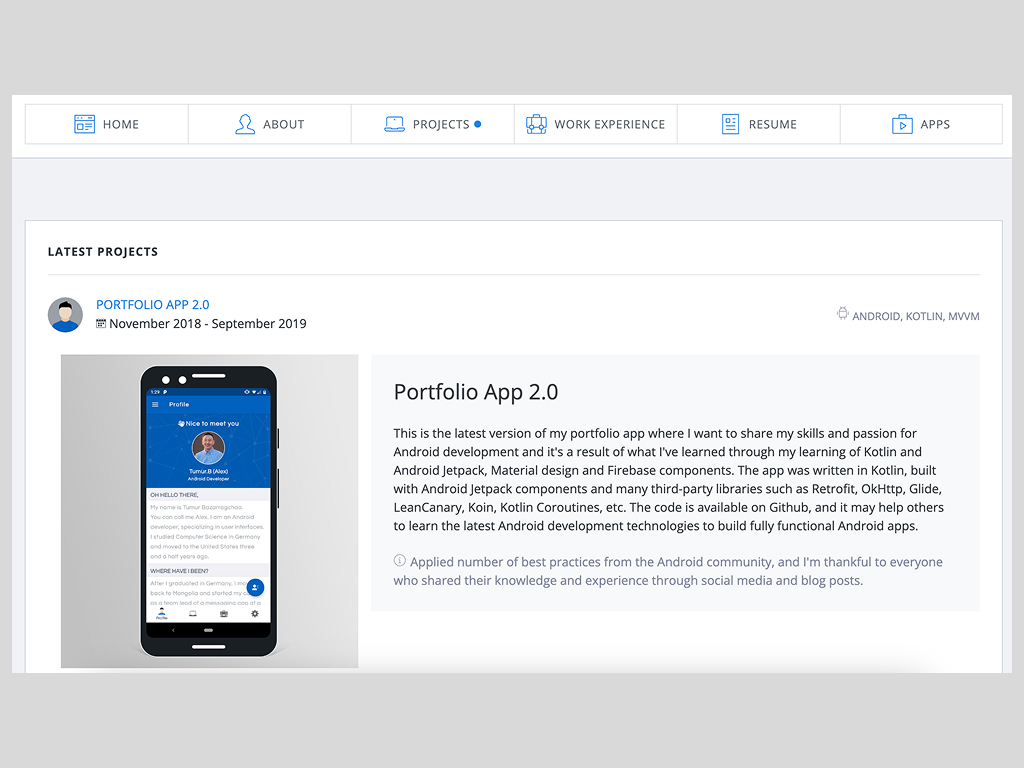 HOME
ABOUT
PROJECTS
WORK EXPERIENCE
RESUME
APPS
LATEST PROJECTS
PORTFOLIO APP 2.0
November 2018 - September 2019
ANDROID, KOTLIN, MVVM
1:29
Profile
Nice to meet you
Tumur.B (Alex)
Android Developer
OH HELLO THERE,
My name is Tumur Bazarragchaa.
You can call me Alex. I am an Android
developer, specializing in user interfaces.
I studied Computer Science in Germany
and moved to the United States three
and a half years ago.
WHERE HAVE I BEEN?
After I graduated in Germany, I
back to Mongolia and started my
as a team lead of a messaging app at a
Profile
Portfolio App 2.0
This is the latest version of my portfolio app where I want to share my skills and passion for
Android development and it's a result of what I've learned through my learning of Kotlin and
Android Jetpack, Material design and Firebase components. The app was written in Kotlin, built
with Android Jetpack components and many third-party libraries such as Retrofit, OkHttp, Glide,
LeanCanary, Koin, Kotlin Coroutines, etc. The code is available on Github, and it may help others
to learn the latest Android development technologies to build fully functional Android apps.
Applied number of best practices from the Android community, and I'm thankful to everyone
who shared their knowledge and experience through social media and blog posts.